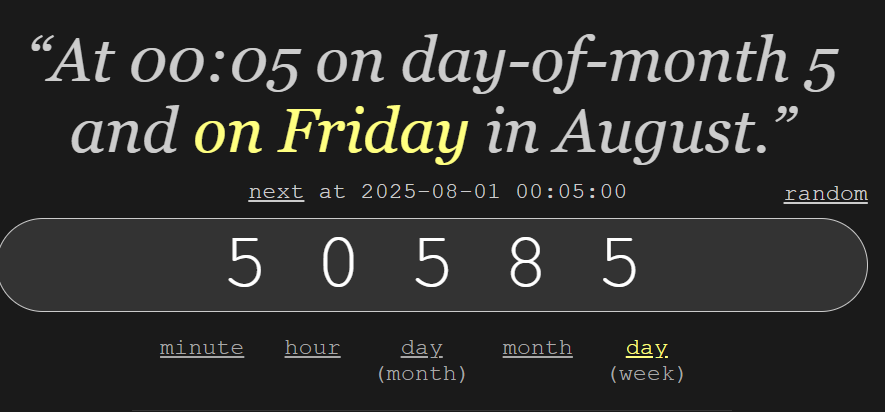 “At 00:05 on day-of-month 5
and on Friday in August.”
next at 2025-08-01 00:05:00
random
5 0 5 8 5
minute hour day month day
(month) (week)